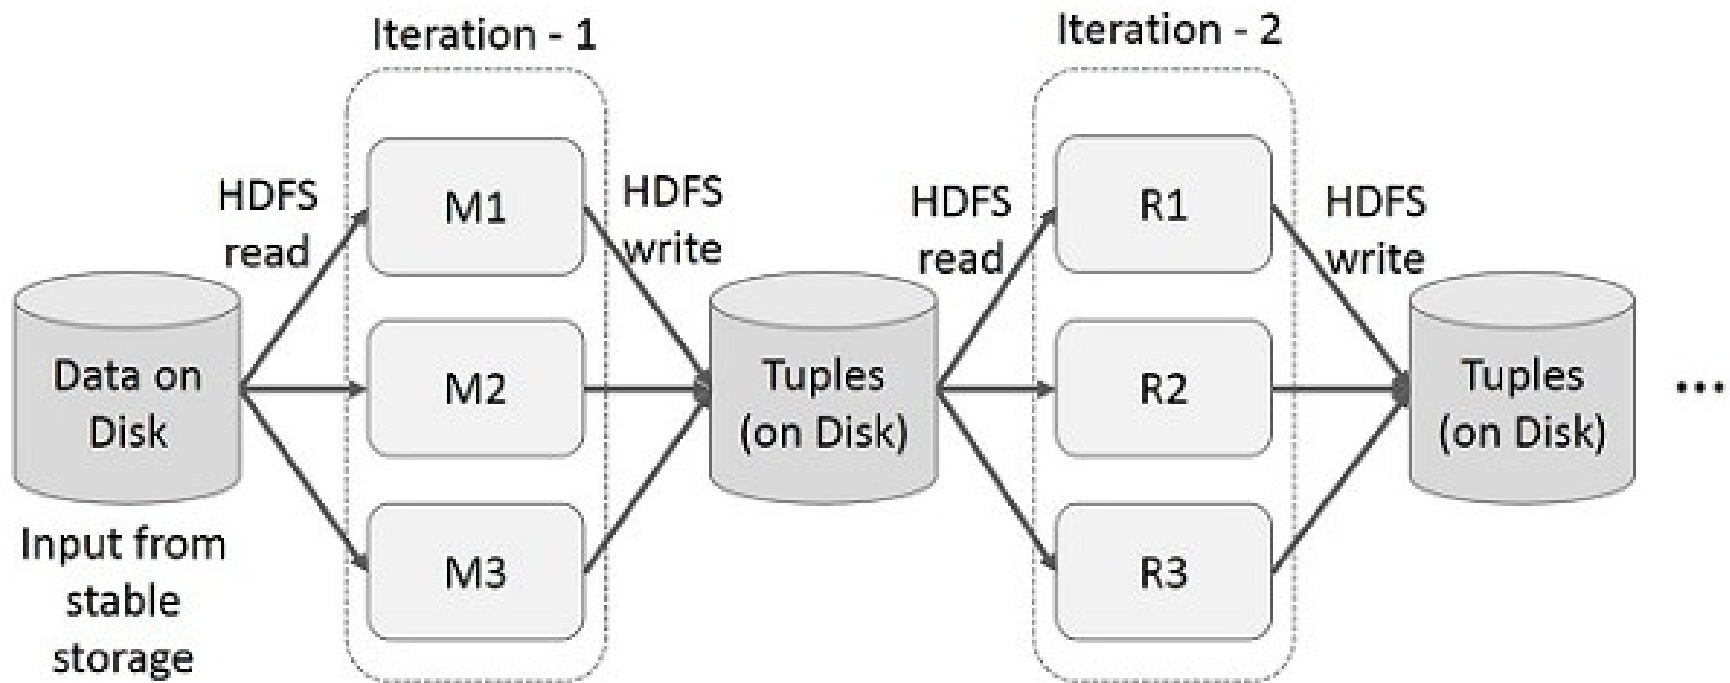 Iteration - 1
Iteration - 2
HDFS
read
M1
HDFS
write
HDFS
read
R1
HDFS
write
Data on
Disk
M2
Tuples
(on Disk)
R2
Tuples
(on Disk)
...
Input from
stable
storage
M3
R3